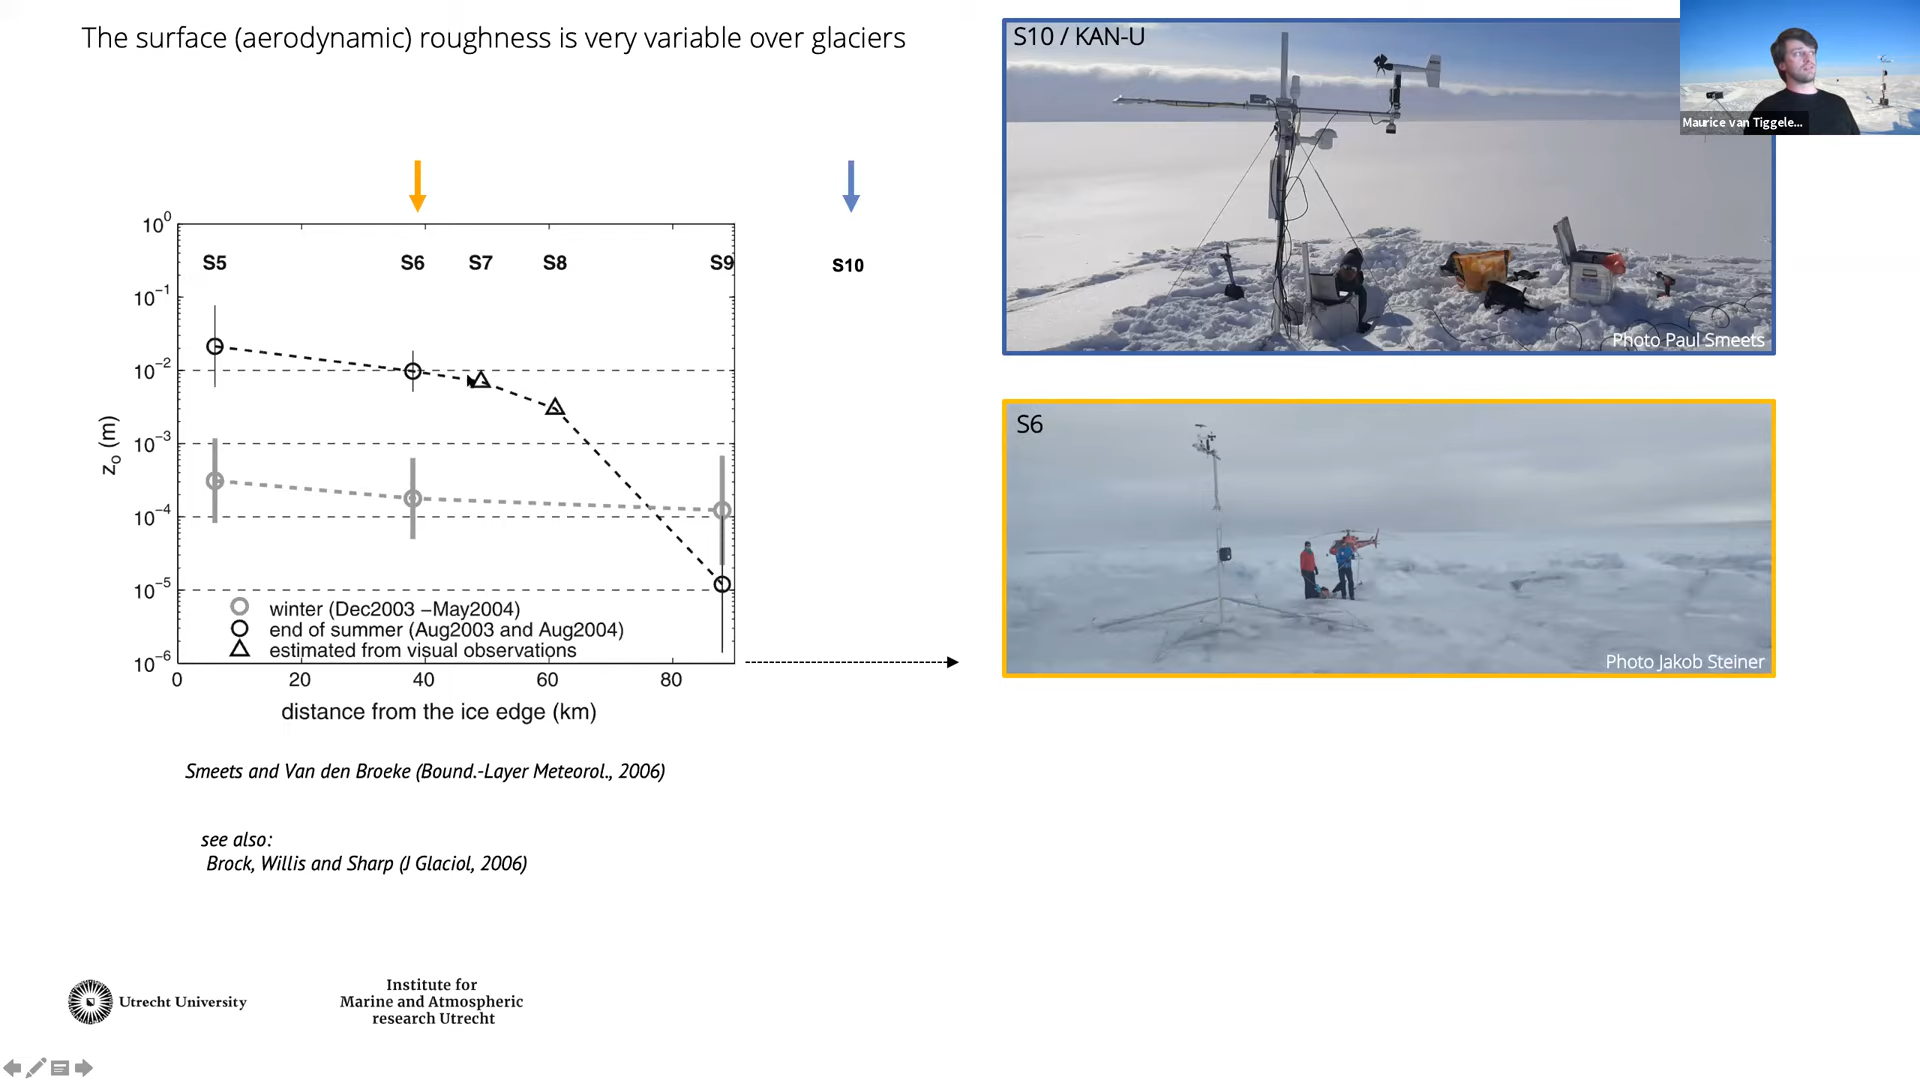 The surface (aerodynamic) roughness is very variable over glaciers
S10 / KAN-U
Maurice van Tiggele...
Photo Paul Smeets
S6
Photo Jakob Steiner
S5 S6 S7 S8 S9 S10
10⁰
10⁻¹
10⁻²
10⁻³
10⁻⁴
10⁻⁵
10⁻⁶
z₀ (m)
winter (Dec2003 –May2004)
end of summer (Aug2003 and Aug2004)
estimated from visual observations
0 20 40 60 80
distance from the ice edge (km)
Smeets and Van den Broeke (Bound.-Layer Meteorol., 2006)
see also:
Brock, Willis and Sharp (J Glaciol, 2006)
Utrecht University
Institute for
Marine and Atmospheric
research Utrecht